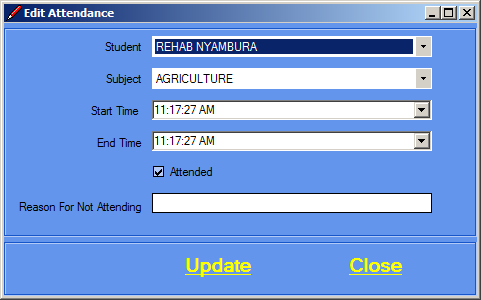 Edit Attendance
Student REHAB NYAMBURA
Subject AGRICULTURE
Start Time 11:17:27 AM
End Time 11:17:27 AM
Attended
Reason For Not Attending
Update Close